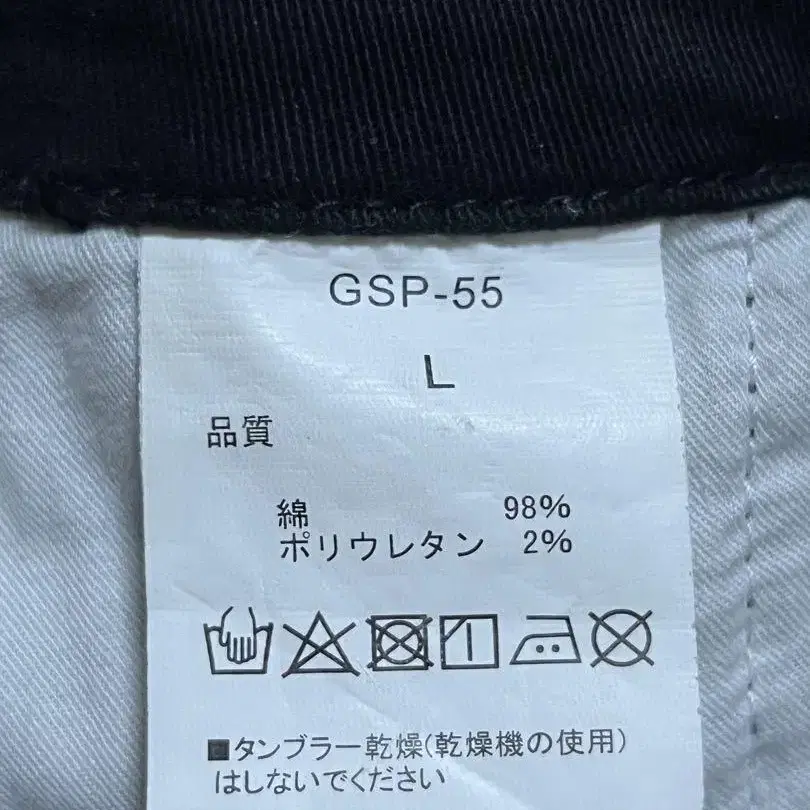 GSP-55
L
品質
綿 98%
ポリウレタン 2%
■タンブラー乾燥(乾燥機の使用)
はしないでください